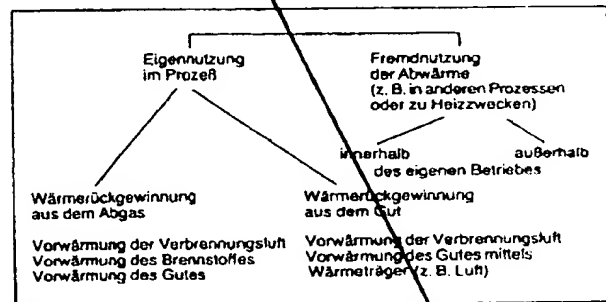 Eigennutzung
im Prozeß
Fremdnutzung
der Abwärme
(z. B. in anderen Prozessen
oder zu Heizzwecken)
innerhalb außerhalb
des eigenen Betriebes
Wärmerückgewinnung
aus dem Abgas
Vorwärmung der Verbrennungsluft
Vorwärmung des Brennstoffes
Vorwärmung des Gutes
Wärmerückgewinnung
aus dem Gut
Vorwärmung der Verbrennungsluft
Vorwärmung des Gutes mittels
Wärmeträger (z. B. Luft)